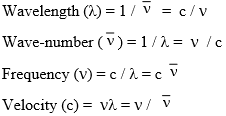 Wavelength (λ) = 1 / ν̅ = c / ν
Wave-number ( ν̅ ) = 1 / λ = ν / c
Frequency (ν) = c / λ = c ν̅
Velocity (c) = νλ = ν / ν̅